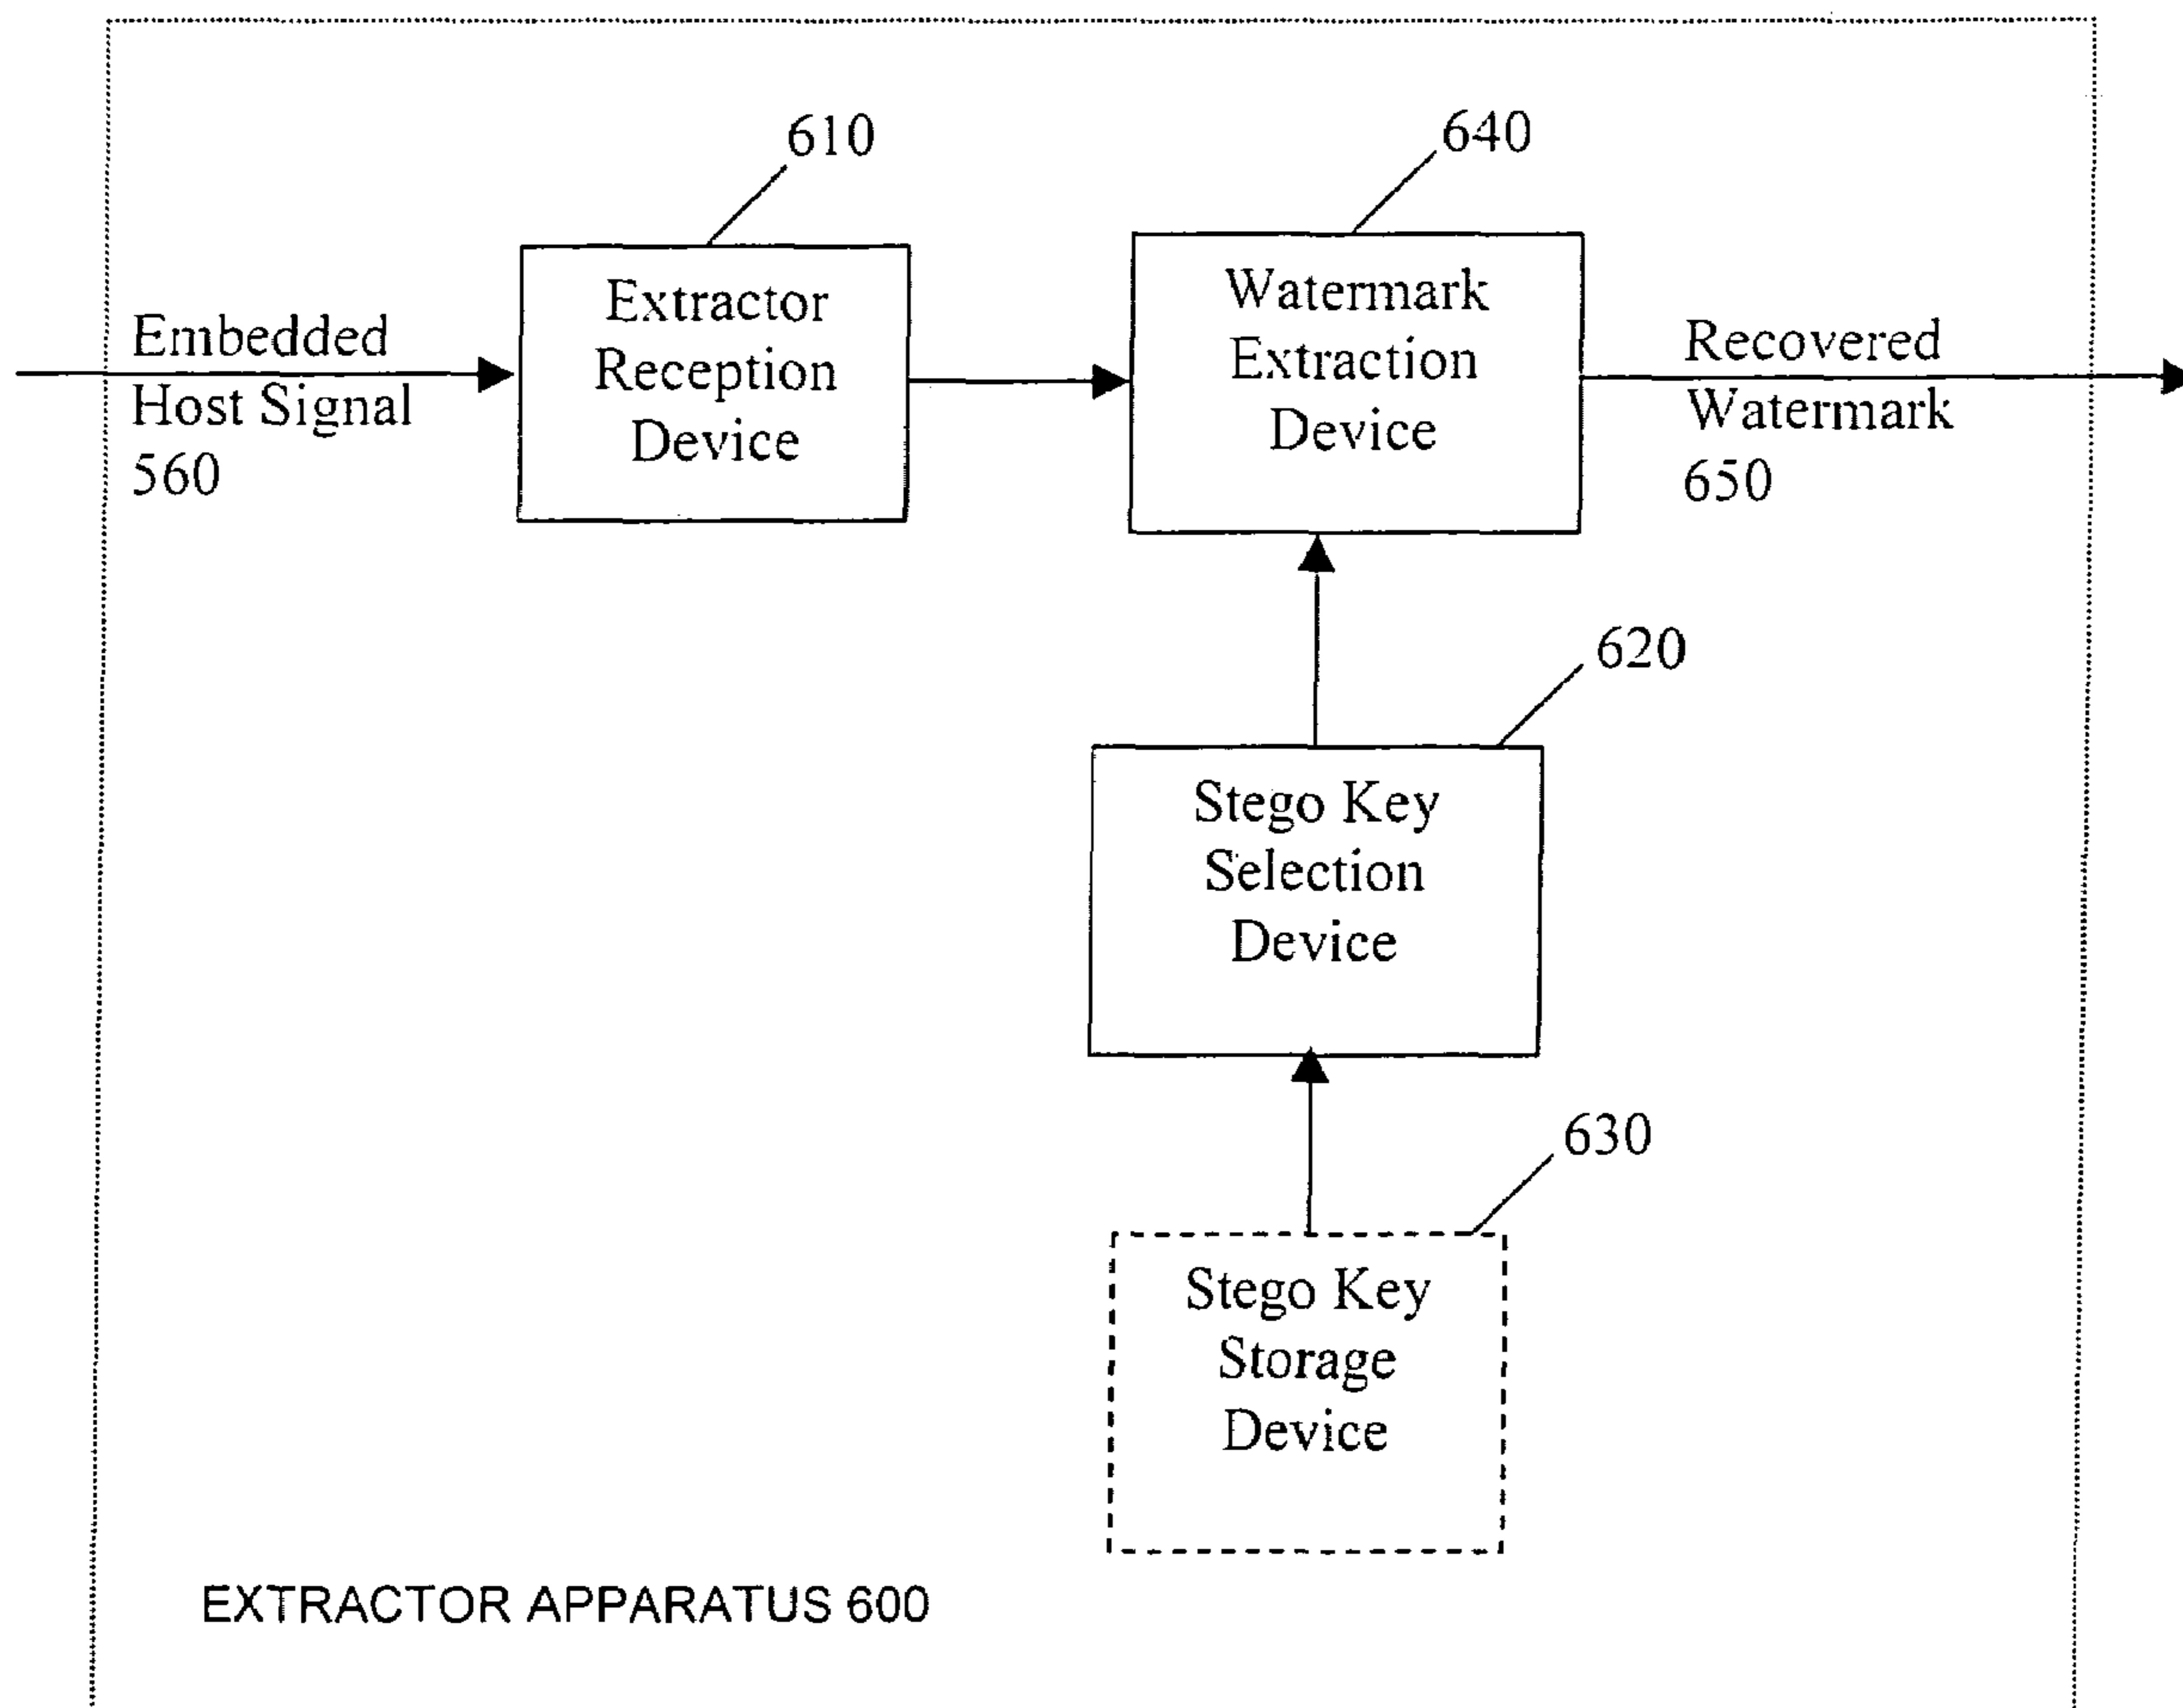 610
640
Extractor
Reception
Device
Watermark
Extraction
Device
Embedded
Host Signal
560
Recovered
Watermark
650
620
Stego Key
Selection
Device
630
Stego Key
Storage
Device
EXTRACTOR APPARATUS 600